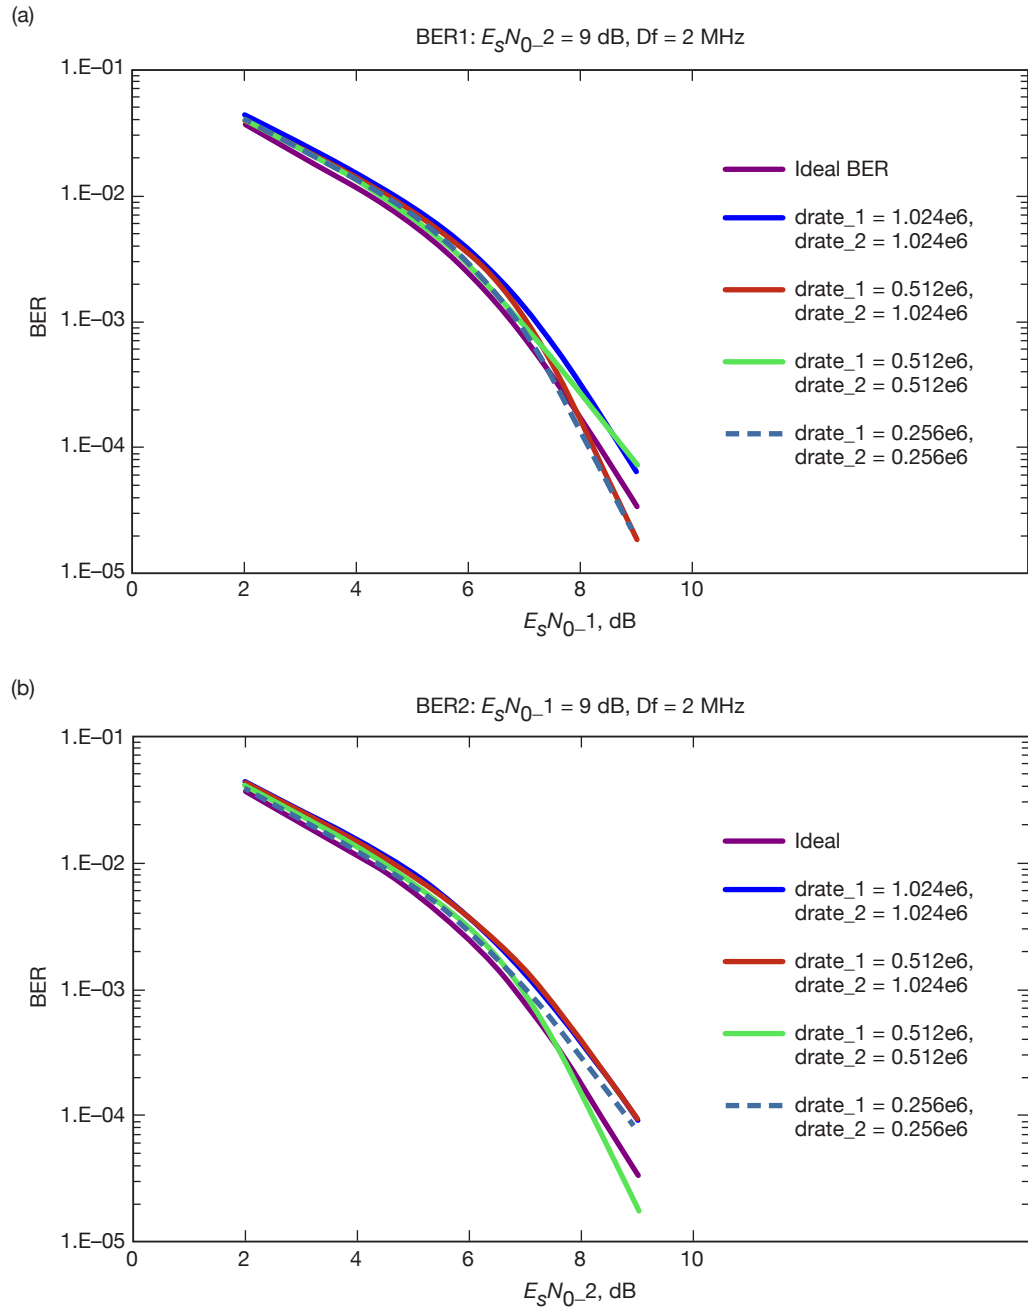 (a)
BER1: EsN0_2 = 9 dB, Df = 2 MHz
1.E–01
1.E–02
1.E–03
1.E–04
1.E–05
BER
0
2
4
6
8
10
EsN0_1, dB
Ideal BER
drate_1 = 1.024e6,
drate_2 = 1.024e6
drate_1 = 0.512e6,
drate_2 = 1.024e6
drate_1 = 0.512e6,
drate_2 = 0.512e6
drate_1 = 0.256e6,
drate_2 = 0.256e6
(b)
BER2: EsN0_1 = 9 dB, Df = 2 MHz
1.E–01
1.E–02
1.E–03
1.E–04
1.E–05
BER
0
2
4
6
8
10
EsN0_2, dB
Ideal
drate_1 = 1.024e6,
drate_2 = 1.024e6
drate_1 = 0.512e6,
drate_2 = 1.024e6
drate_1 = 0.512e6,
drate_2 = 0.512e6
drate_1 = 0.256e6,
drate_2 = 0.256e6